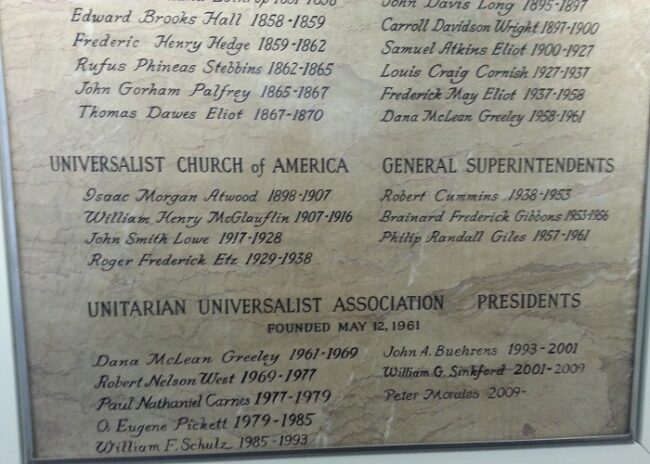 Edward Brooks Hall 1858-1859
Frederic Henry Hedge 1859-1862
Rufus Phineas Stebbins 1862-1865
John Gorham Palfrey 1865-1867
Thomas Dawes Eliot 1867-1870
John Davis Long 1895-1897
Carroll Davidson Wright 1897-1900
Samuel Atkins Eliot 1900-1927
Louis Craig Cornish 1927-1937
Frederick May Eliot 1937-1958
Dana McLean Greeley 1958-1961
UNIVERSALIST CHURCH of AMERICA GENERAL SUPERINTENDENTS
Isaac Morgan Atwood 1898-1907
William Henry McGlauflin 1907-1916
John Smith Lowe 1917-1928
Roger Frederick Etz 1929-1938
Robert Cummins 1938-1953
Brainard Frederick Gibbons 1953-1956
Philip Randall Giles 1957-1961
UNITARIAN UNIVERSALIST ASSOCIATION PRESIDENTS
FOUNDED MAY 12, 1961
Dana McLean Greeley 1961-1969
Robert Nelson West 1969-1977
Paul Nathaniel Carnes 1977-1979
O. Eugene Pickett 1979-1985
William F. Schulz 1985-1993
John A. Buehrens 1993-2001
William G. Sinkford 2001-2009
Peter Morales 2009-